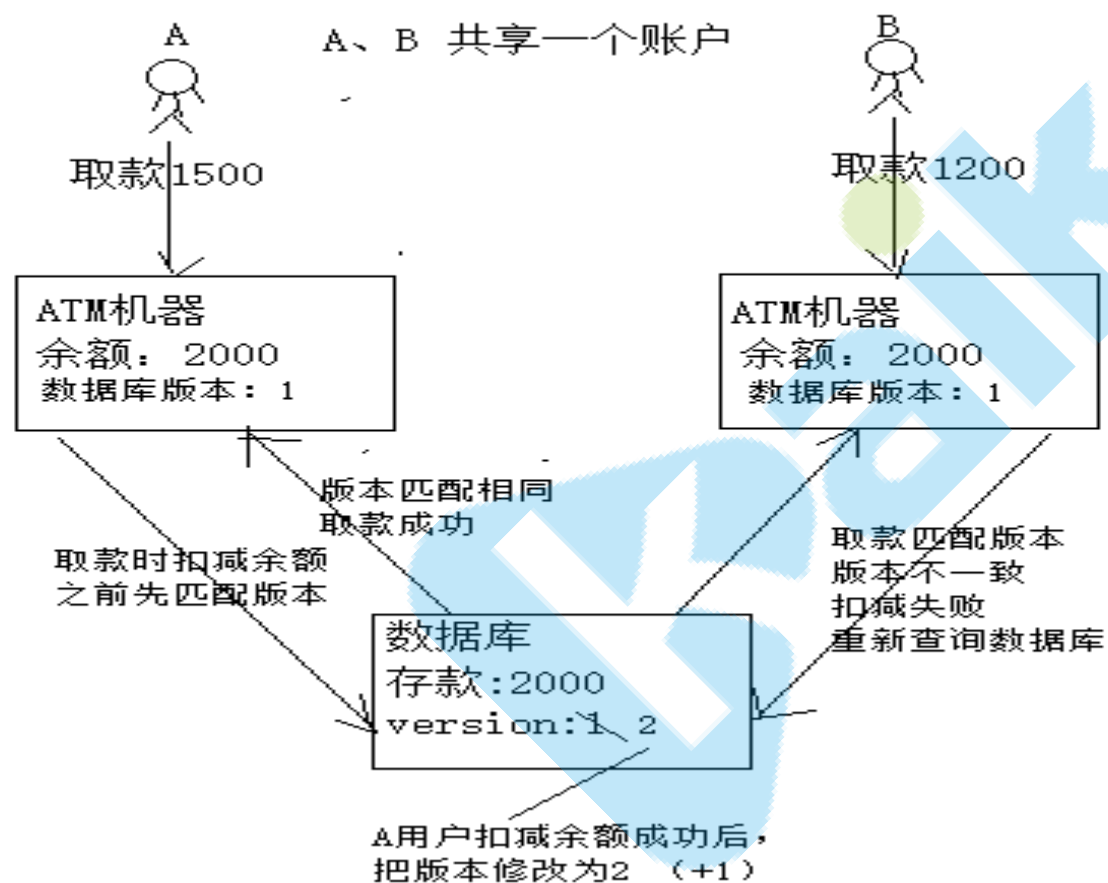 A
A、B 共享一个账户
B
取款1500
取款1200
ATM机器
余额: 2000
数据库版本: 1
ATM机器
余额: 2000
数据库版本: 1
版本匹配相同
取款成功
取款时扣减余额
之前先匹配版本
取款匹配版本
版本不一致
扣减失败
重新查询数据库
数据库
存款:2000
version:1 2
A用户扣减余额成功后，
把版本修改为2 （+1）
Kaik